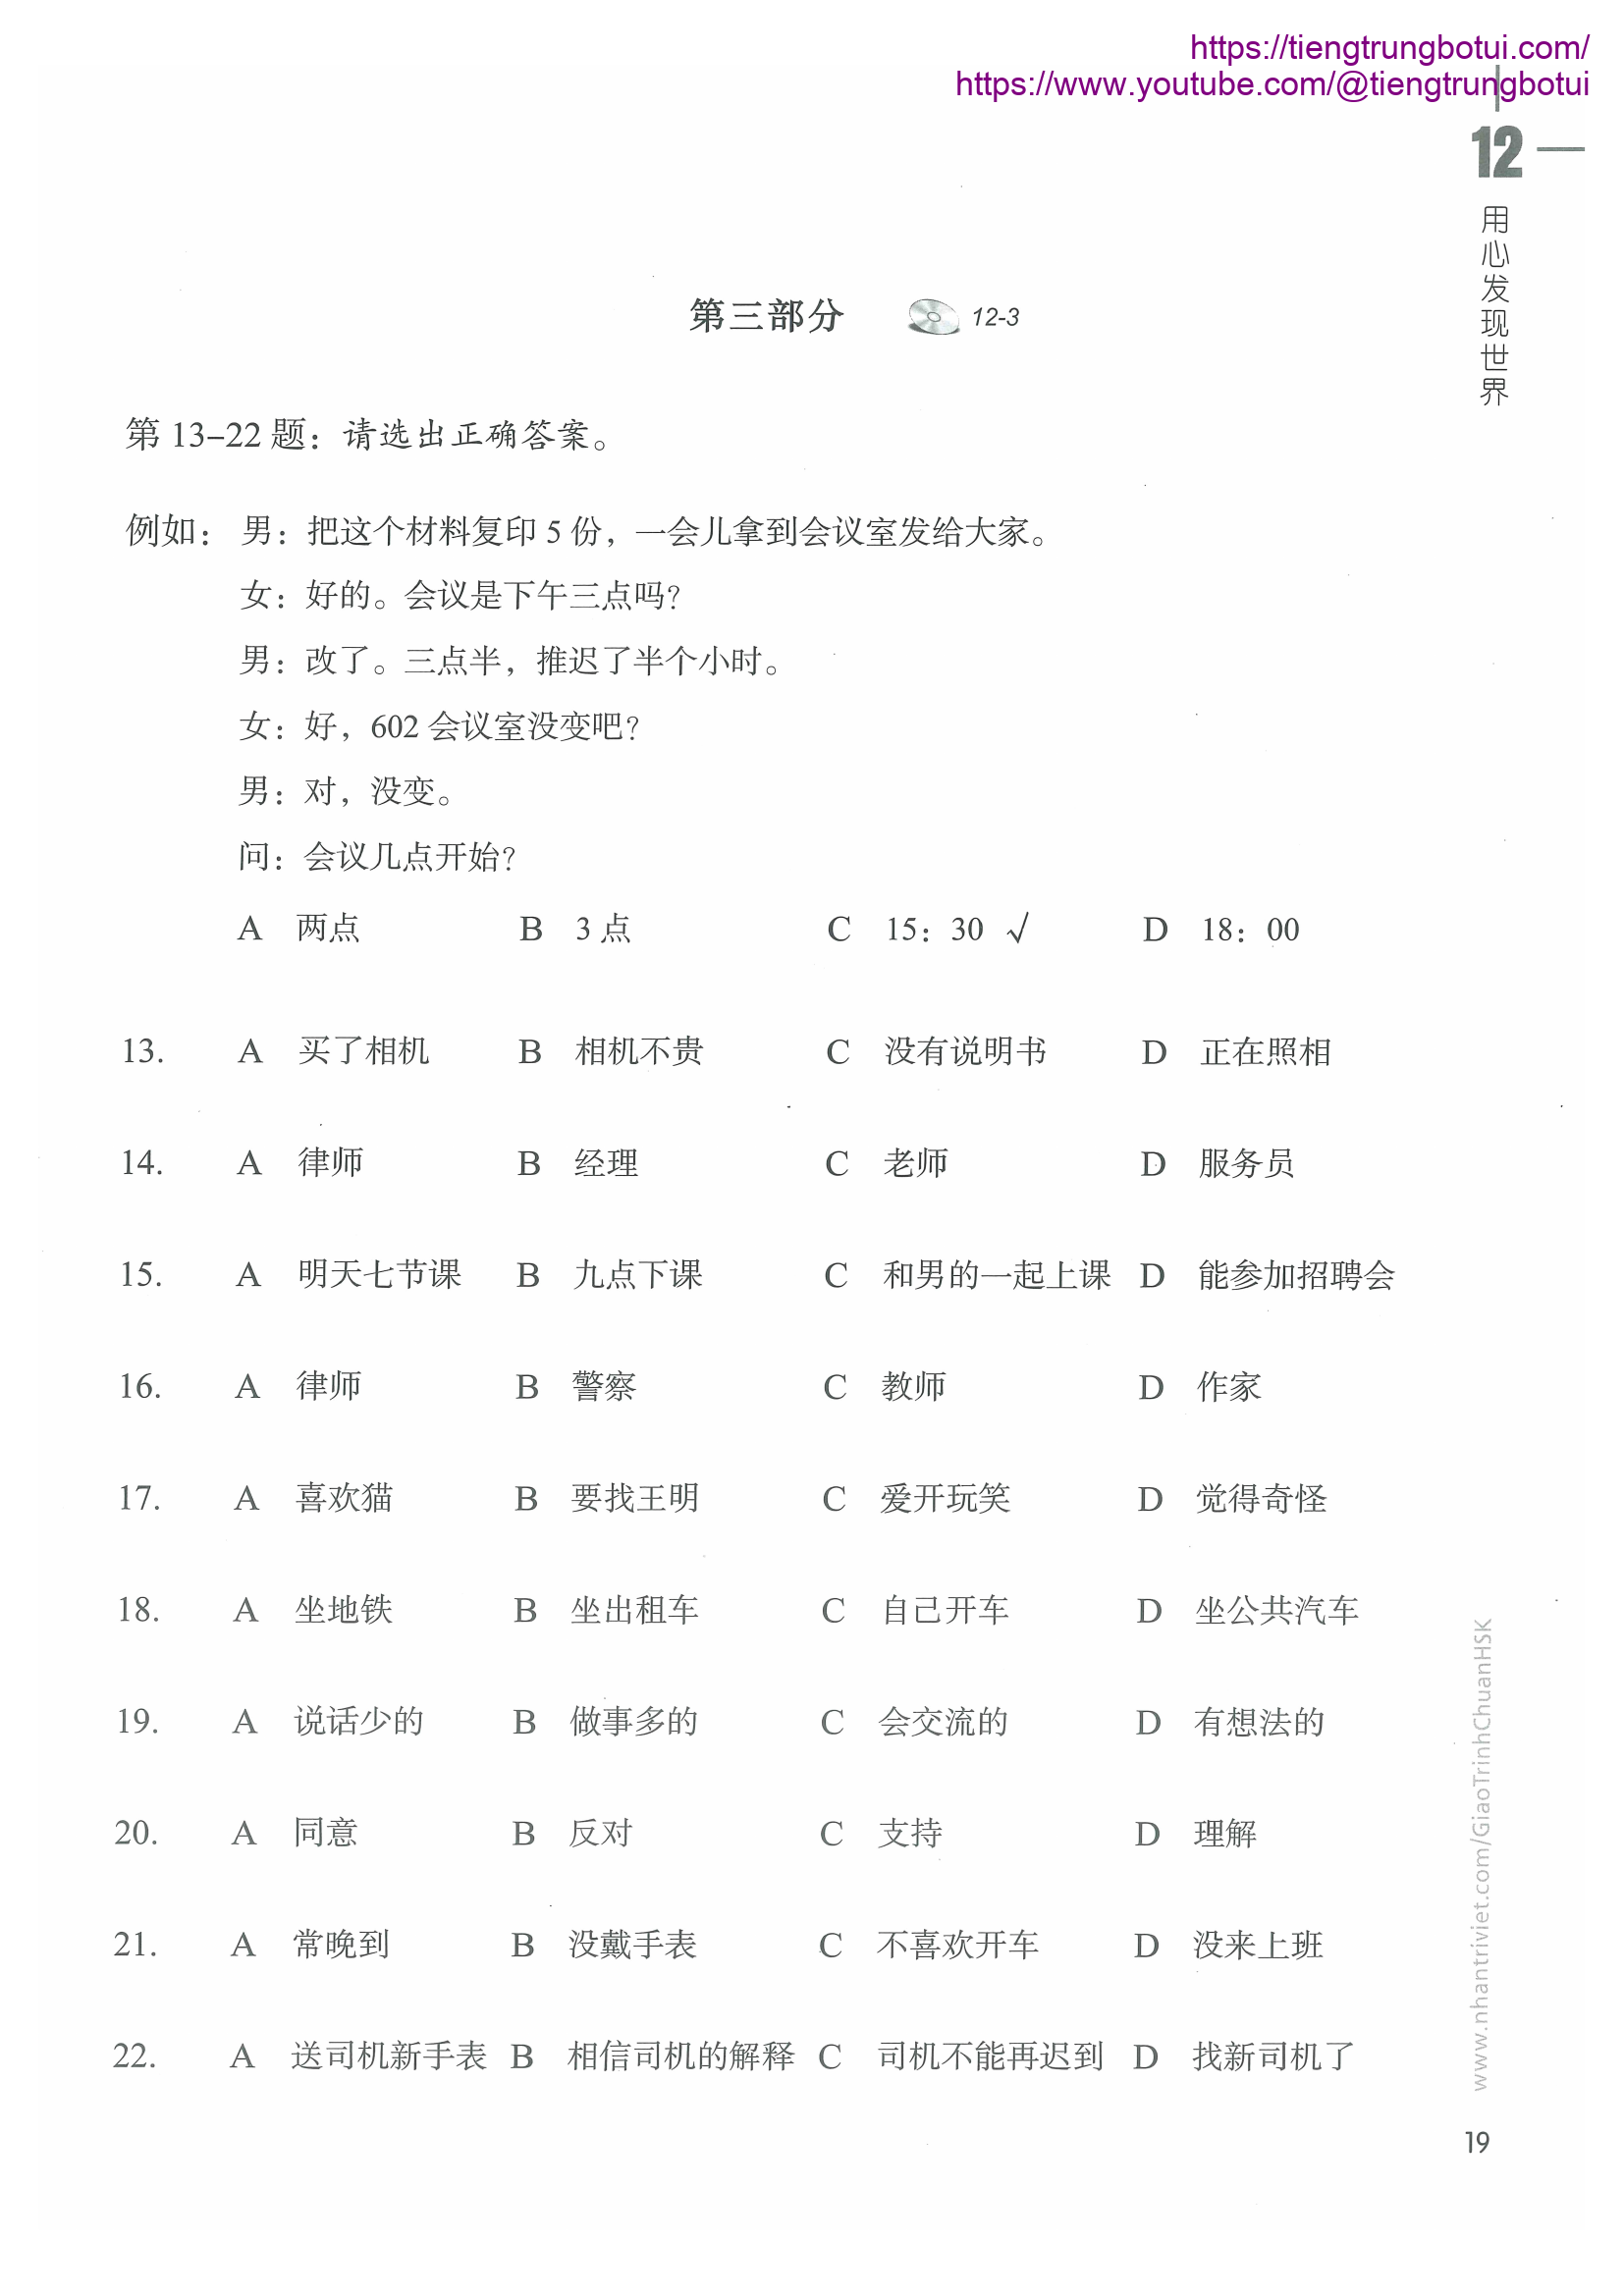 https://tiengtrungbotui.com/
https://www.youtube.com/@tiengtrungbotui
12
用心发现世界
第三部分 12-3
第 13–22 题：请选出正确答案。
例如： 男：把这个材料复印 5 份，一会儿拿到会议室发给大家。
女：好的。会议是下午三点吗？
男：改了。三点半，推迟了半个小时。
女：好，602 会议室没变吧？
男：对，没变。
问：会议几点开始？
A 两点 B 3 点 C 15：30 √ D 18：00
13. A 买了相机 B 相机不贵 C 没有说明书 D 正在照相
14. A 律师 B 经理 C 老师 D 服务员
15. A 明天七节课 B 九点下课 C 和男的一起上课 D 能参加招聘会
16. A 律师 B 警察 C 教师 D 作家
17. A 喜欢猫 B 要找王明 C 爱开玩笑 D 觉得奇怪
18. A 坐地铁 B 坐出租车 C 自己开车 D 坐公共汽车
19. A 说话少的 B 做事多的 C 会交流的 D 有想法的
20. A 同意 B 反对 C 支持 D 理解
21. A 常晚到 B 没戴手表 C 不喜欢开车 D 没来上班
22. A 送司机新手表 B 相信司机的解释 C 司机不能再迟到 D 找新司机了
www.nhantriviet.com/GiaoTrinhChuanHSK
19